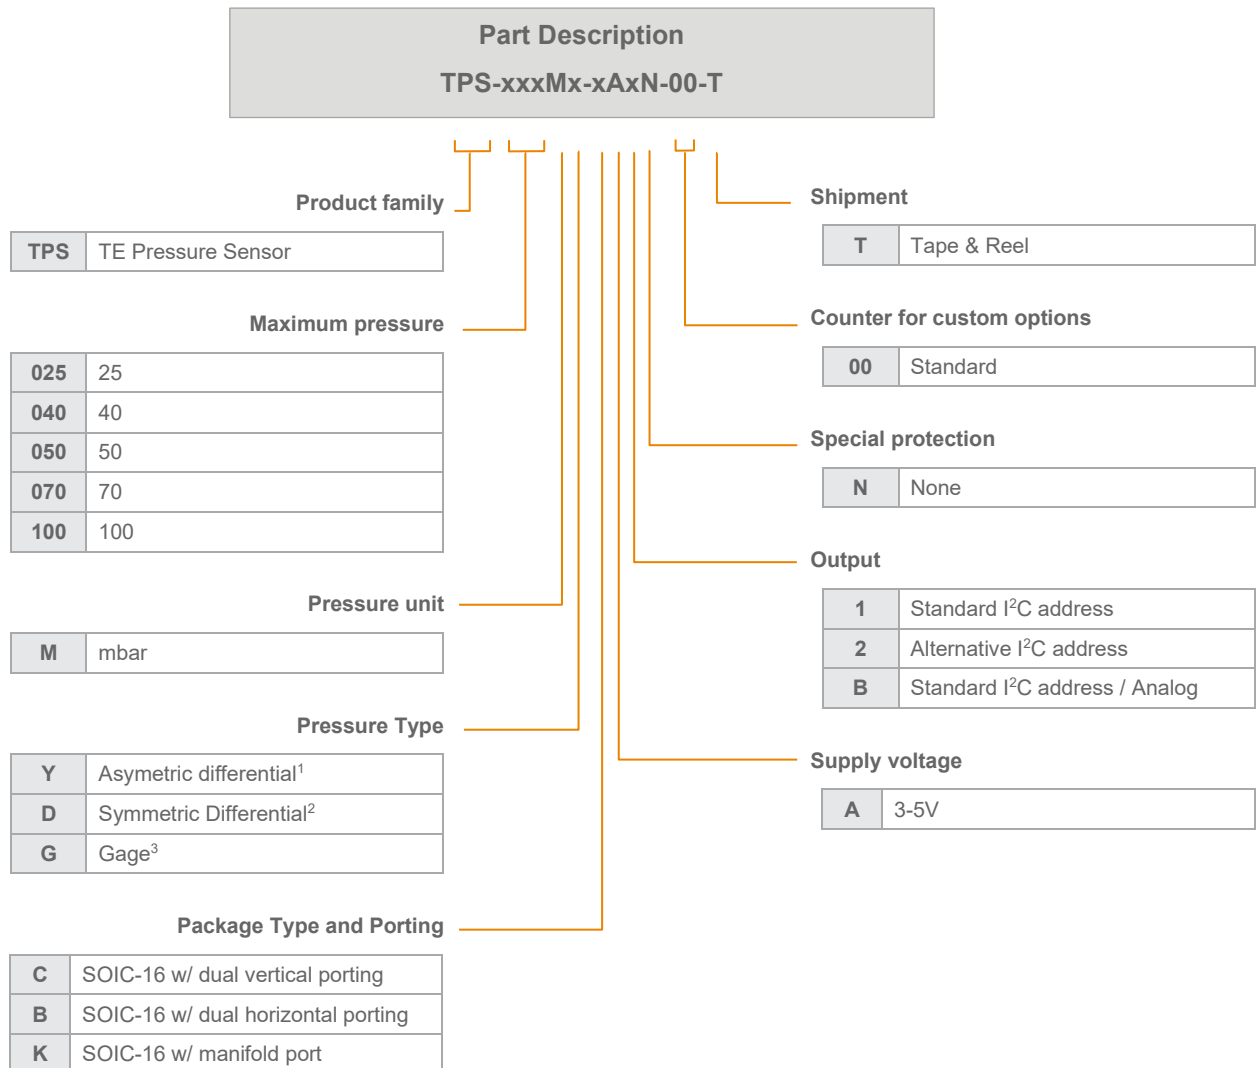 Part Description
TPS-xxxMx-xAxN-00-T
Product family
TPS TE Pressure Sensor
Maximum pressure
025 25
040 40
050 50
070 70
100 100
Pressure unit
M mbar
Pressure Type
Y Asymetric differential¹
D Symmetric Differential²
G Gage³
Package Type and Porting
C SOIC-16 w/ dual vertical porting
B SOIC-16 w/ dual horizontal porting
K SOIC-16 w/ manifold port
Shipment
T Tape & Reel
Counter for custom options
00 Standard
Special protection
N None
Output
1 Standard I²C address
2 Alternative I²C address
B Standard I²C address / Analog
Supply voltage
A 3-5V